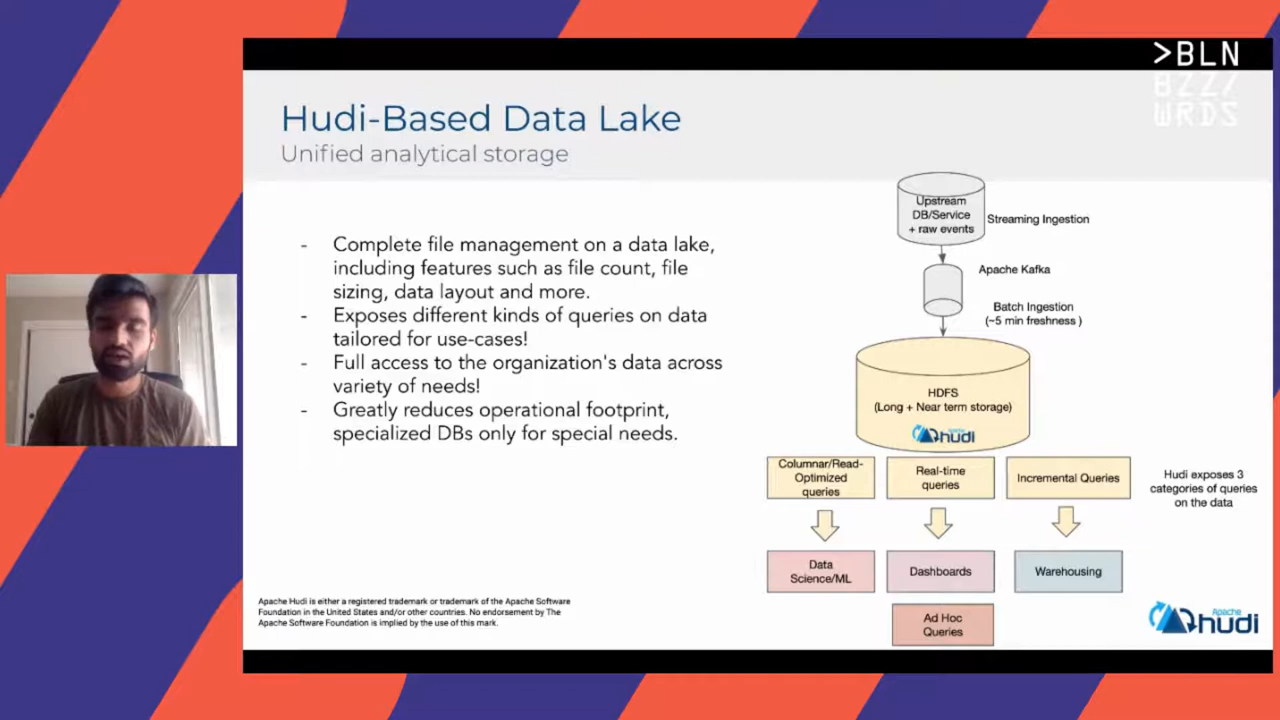 >BLN
BZZ/
WRDS
Hudi-Based Data Lake
Unified analytical storage
- Complete file management on a data lake,
including features such as file count, file
sizing, data layout and more.
- Exposes different kinds of queries on data
tailored for use-cases!
- Full access to the organization's data across
variety of needs!
- Greatly reduces operational footprint,
specialized DBs only for special needs.
Upstream
DB/Service
+ raw events
Streaming Ingestion
Apache Kafka
Batch Ingestion
(~5 min freshness )
HDFS
(Long + Near term storage)
Apache
hudi
Columnar/Read-
Optimized
queries
Real-time
queries
Incremental Queries
Hudi exposes 3
categories of queries
on the data
Data
Science/ML
Dashboards
Warehousing
Ad Hoc
Queries
Apache Hudi is either a registered trademark or trademark of the Apache Software
Foundation in the United States and/or other countries. No endorsement by The
Apache Software Foundation is implied by the use of this mark.
Apache
hudi